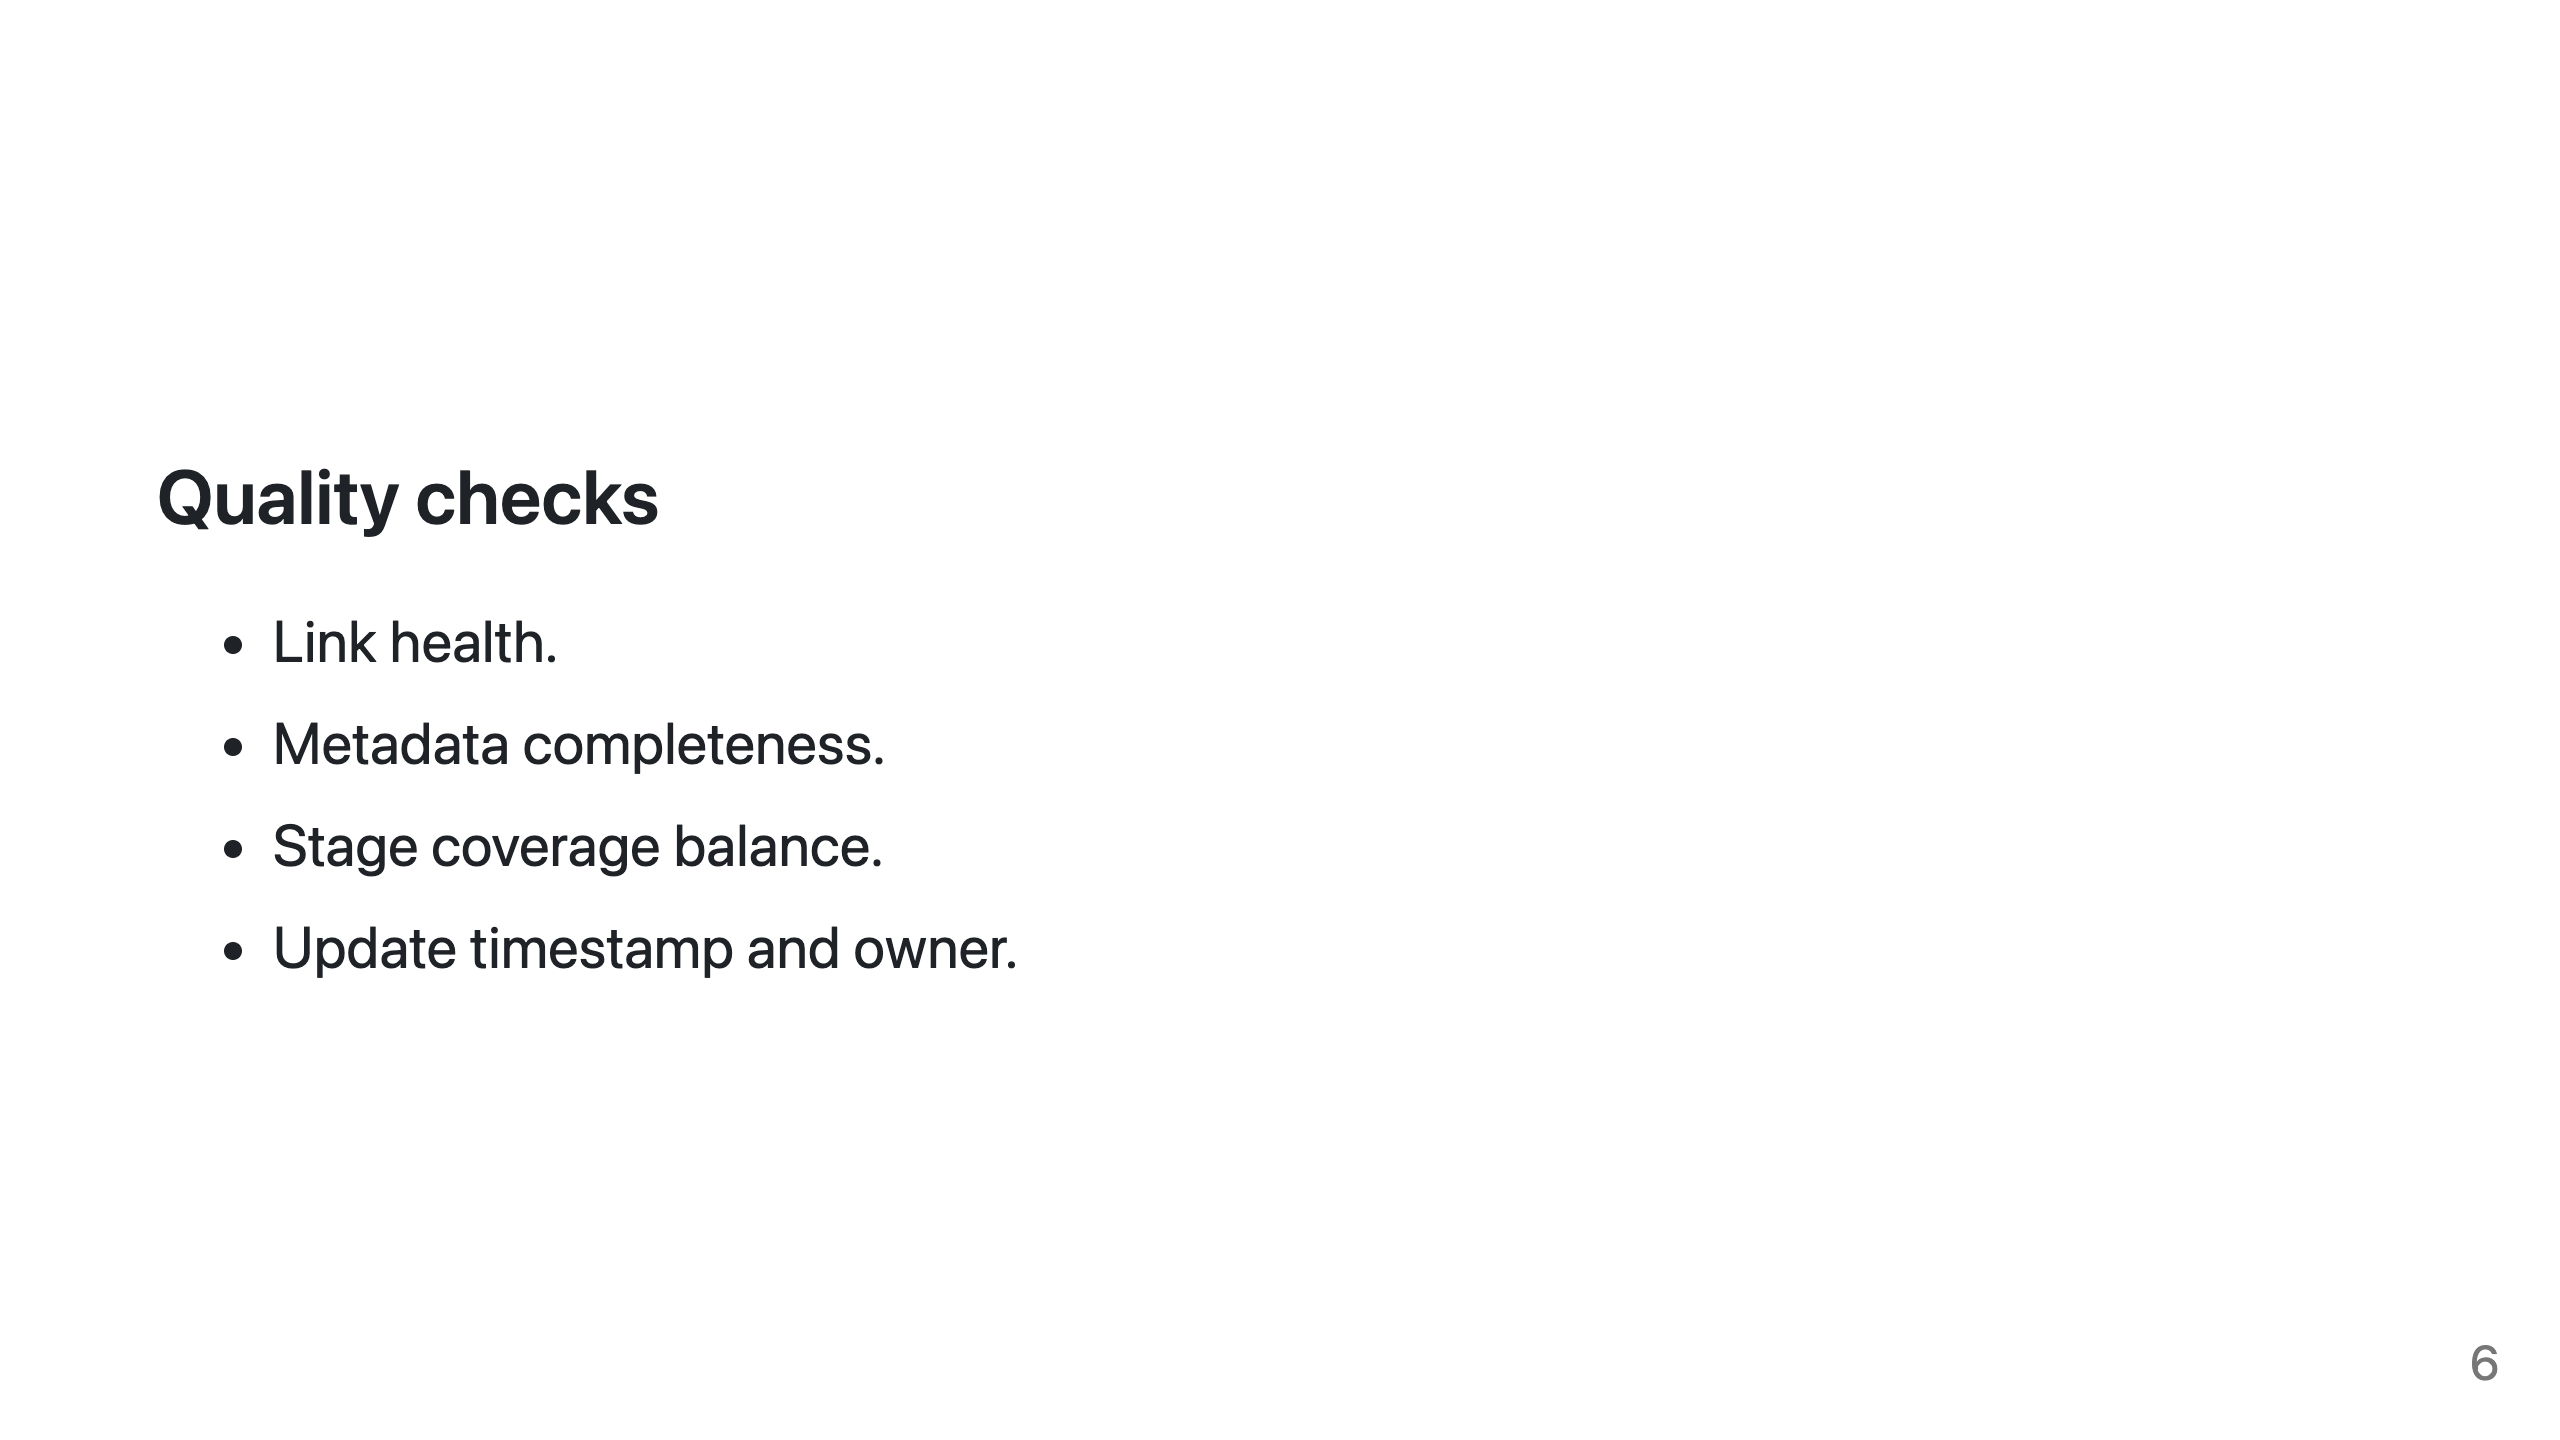 Quality checks
• Link health.
• Metadata completeness.
• Stage coverage balance.
• Update timestamp and owner.
6